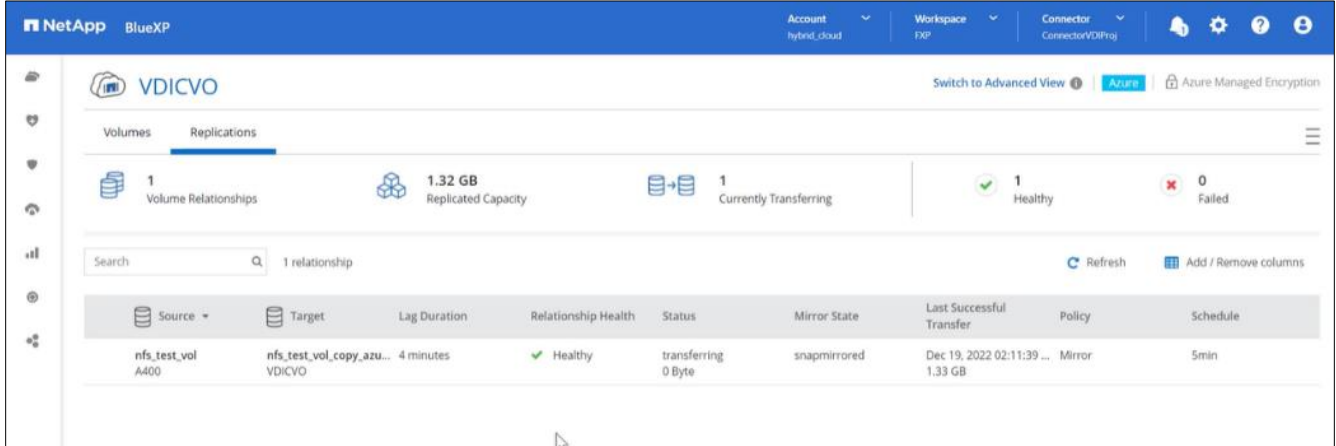 NetApp BlueXP
Account
hybrid_cloud
Workspace
FXP
Connector
ConnectorVDIProj
1
VDICVO
Switch to Advanced View
Azure
Azure Managed Encryption
Volumes
Replications
1
Volume Relationships
1.32 GB
Replicated Capacity
1
Currently Transferring
1
Healthy
0
Failed
Search
1 relationship
Refresh
Add / Remove columns
Source
Target
Lag Duration
Relationship Health
Status
Mirror State
Last Successful
Transfer
Policy
Schedule
nfs_test_vol
A400
nfs_test_vol_copy_azu...
VDICVO
4 minutes
Healthy
transferring
0 Byte
snapmirrored
Dec 19, 2022 02:11:39 ...
1.33 GB
Mirror
5min